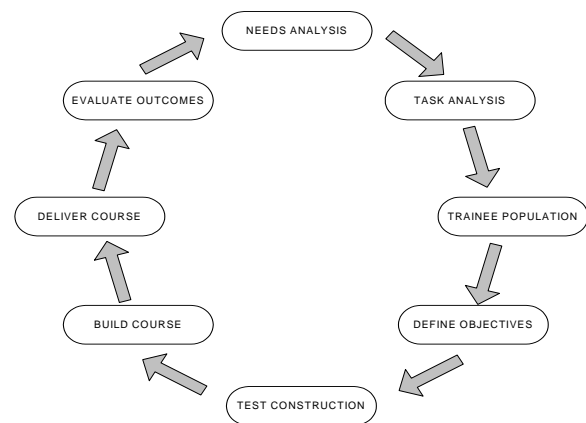 NEEDS ANALYSIS
TASK ANALYSIS
TRAINEE POPULATION
DEFINE OBJECTIVES
TEST CONSTRUCTION
BUILD COURSE
DELIVER COURSE
EVALUATE OUTCOMES